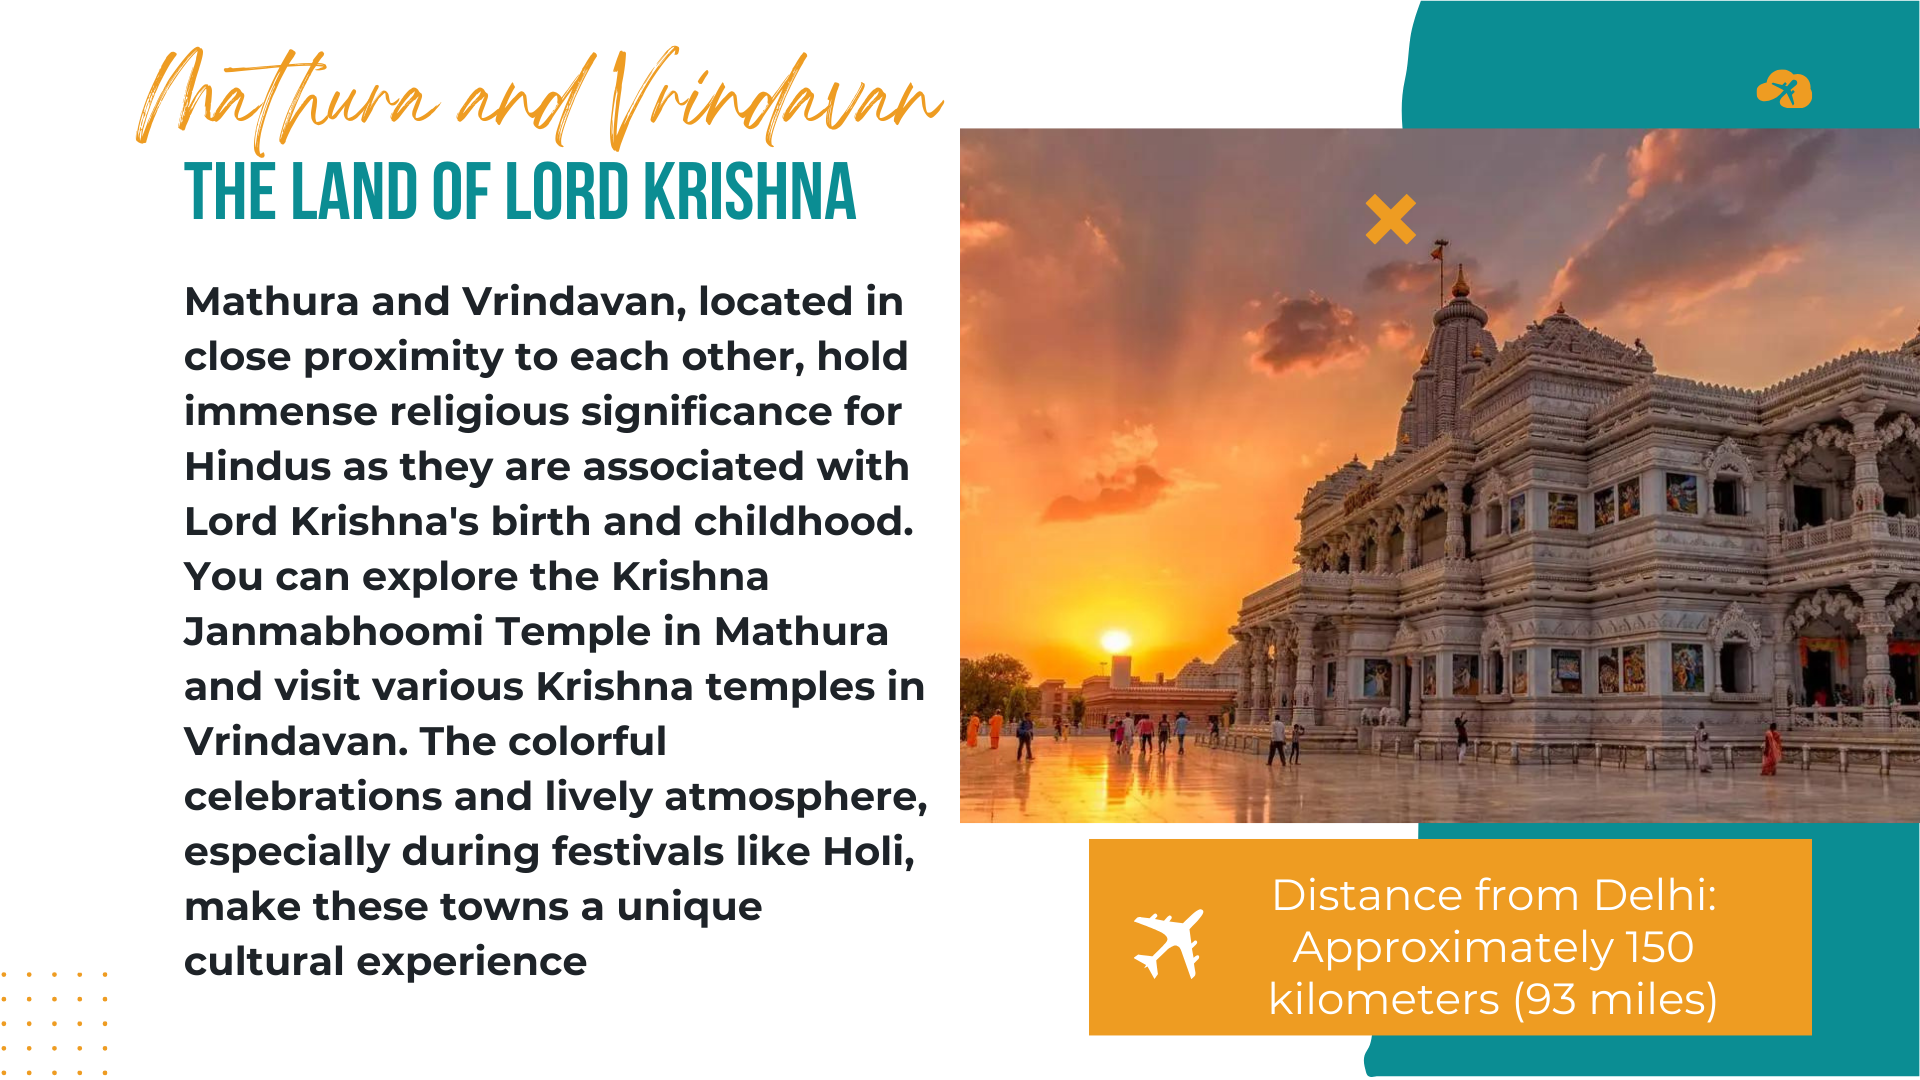 Mathura and Vrindavan
THE LAND OF LORD KRISHNA
Mathura and Vrindavan, located in
close proximity to each other, hold
immense religious significance for
Hindus as they are associated with
Lord Krishna's birth and childhood.
You can explore the Krishna
Janmabhoomi Temple in Mathura
and visit various Krishna temples in
Vrindavan. The colorful
celebrations and lively atmosphere,
especially during festivals like Holi,
make these towns a unique
cultural experience
Distance from Delhi:
Approximately 150
kilometers (93 miles)